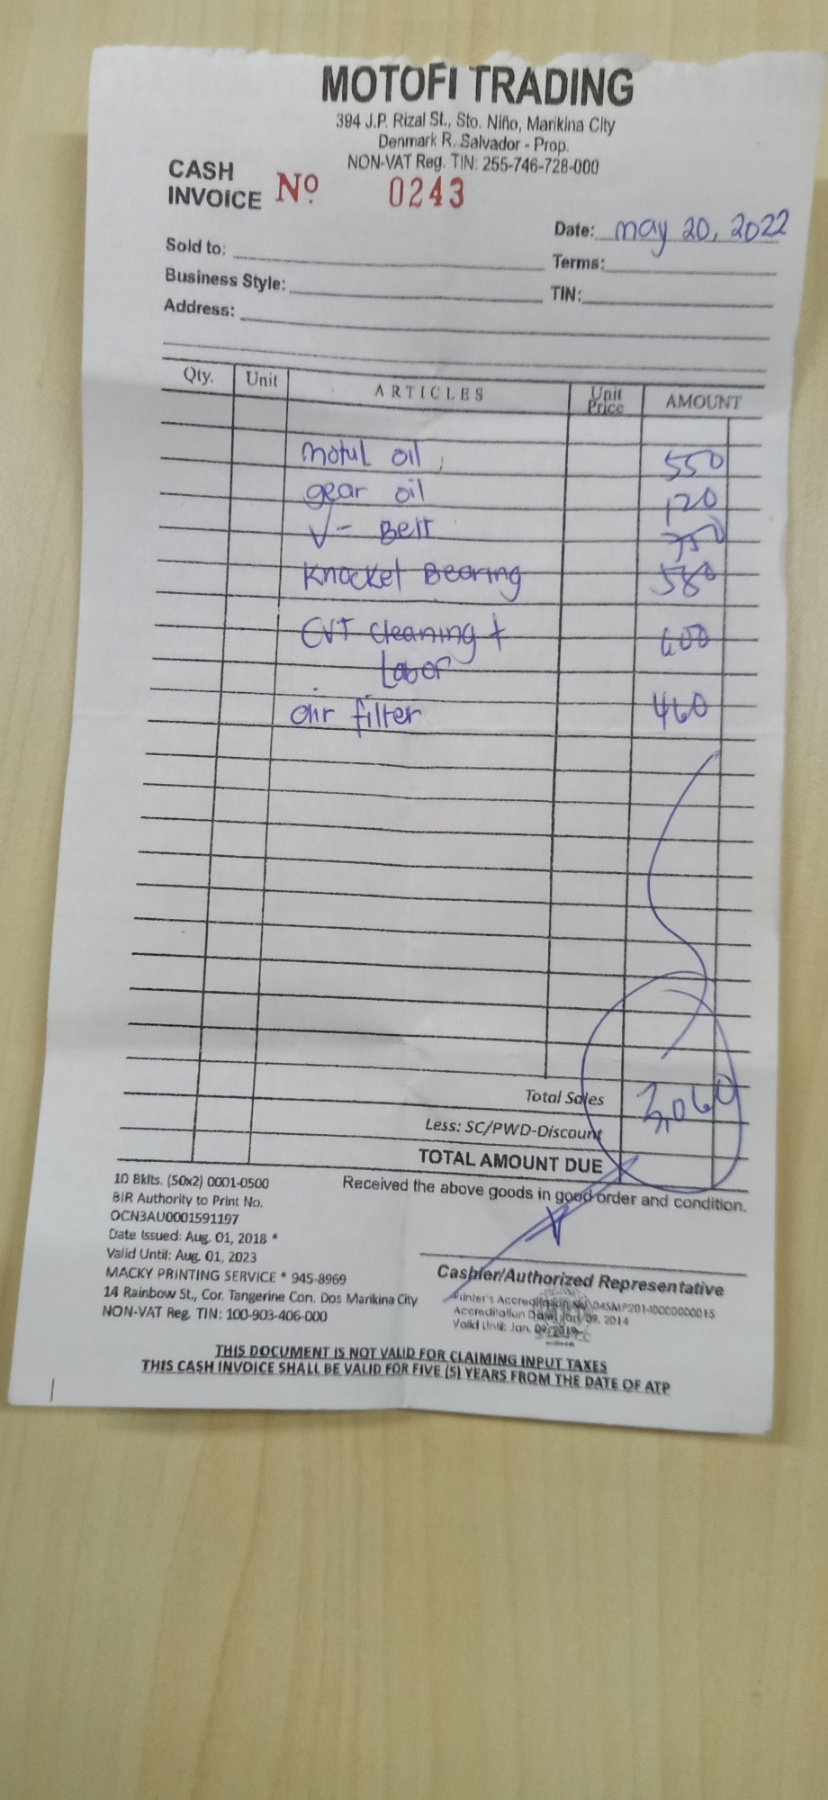 MOTOFI TRADING
394 J.P. Rizal St., Sto. Niño, Marikina City
Denmark R. Salvador - Prop.
NON-VAT Reg. TIN: 255-746-728-000
CASH INVOICE Nº 0243
Date: may 20, 2022
Sold to:
Terms:
Business Style:
TIN:
Address:
Qty. Unit ARTICLES Unit Price AMOUNT
motul oil 550
gear oil 120
V- Belt 750
Knocket Bearing 580
CVT cleaning + 600
Labor
air filter 460
Total Sales 3,060
Less: SC/PWD-Discount
TOTAL AMOUNT DUE
Received the above goods in good order and condition.
10 Bklts. (50x2) 0001-0500
BIR Authority to Print No.
OCN3AU0001591197
Date Issued: Aug. 01, 2018 *
Valid Until: Aug. 01, 2023
MACKY PRINTING SERVICE * 945-8969
14 Rainbow St., Cor. Tangerine Con. Dos Marikina City
NON-VAT Reg. TIN: 100-903-406-000
Cashier/Authorized Representative
Printer's Accreditation No. 045MP20140000000015
Accreditation Date: Jan. 09, 2014
Valid Until: Jan. 09, 2019
THIS DOCUMENT IS NOT VALID FOR CLAIMING INPUT TAXES
THIS CASH INVOICE SHALL BE VALID FOR FIVE (5) YEARS FROM THE DATE OF ATP